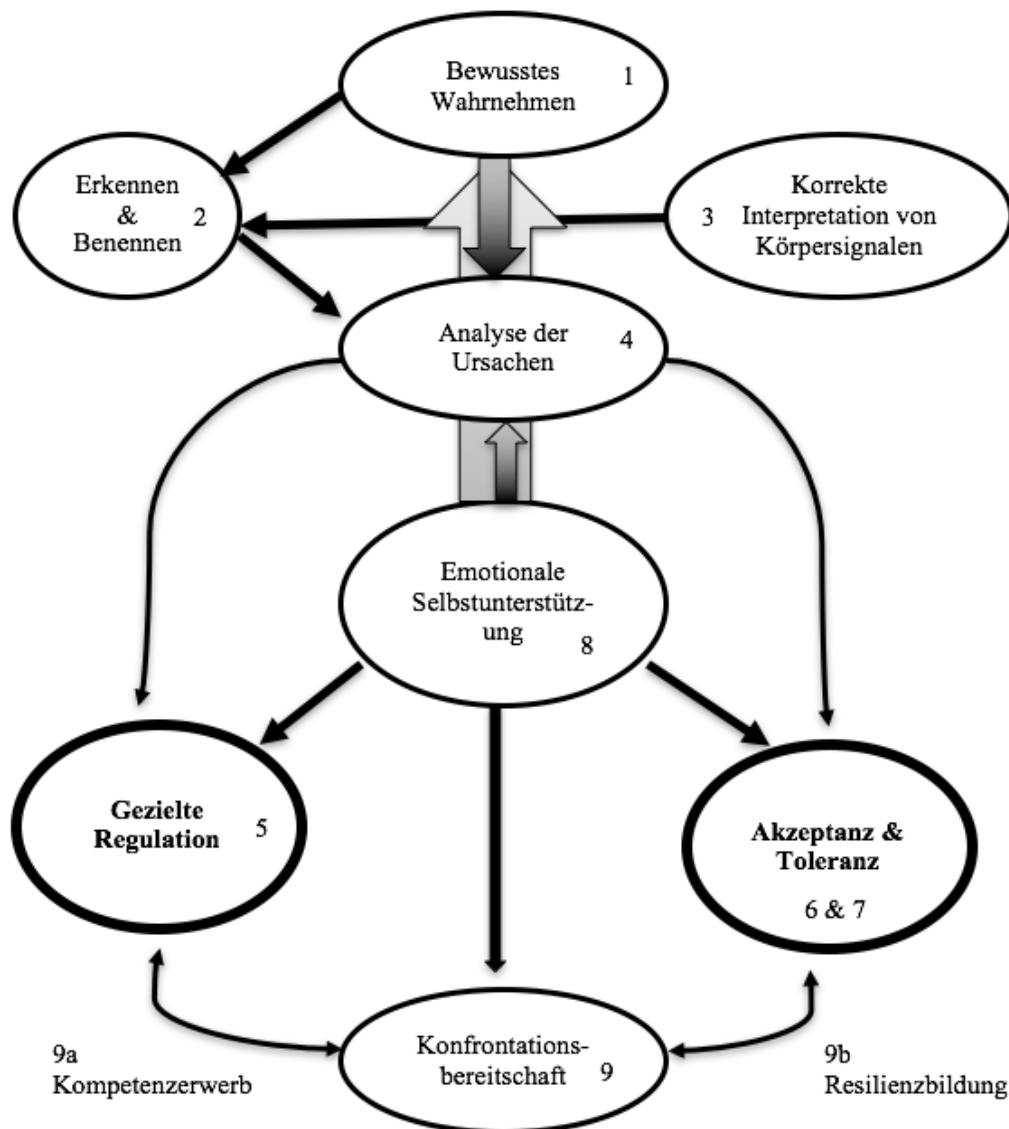 Bewusstes
Wahrnehmen
1
Erkennen
&
Benennen
2
Korrekte
Interpretation von
Körpersignalen
3
Analyse der
Ursachen
4
Emotionale
Selbstunterstütz-
ung
8
Gezielte
Regulation
5
Akzeptanz &
Toleranz
6 & 7
9a
Kompetenzerwerb
Konfrontations-
bereitschaft
9
9b
Resilienzbildung